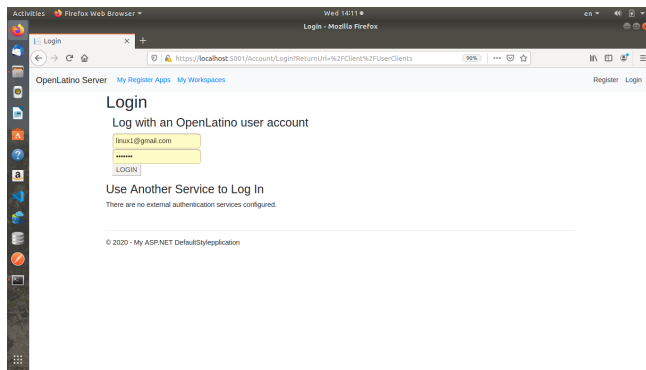 Activities Firefox Web Browser Wed 14:11 en
Login - Mozilla Firefox
Login
https://localhost:5001/Account/Login?ReturnUrl=%2FClient%2FUserClients 90%
OpenLatino Server My Register Apps My Workspaces Register Login
Login
Log with an OpenLatino user account
linux1@gmail.com
•••••••
LOGIN
Use Another Service to Log In
There are no external authentication services configured.
© 2020 - My ASP.NET DefaultStylepplication